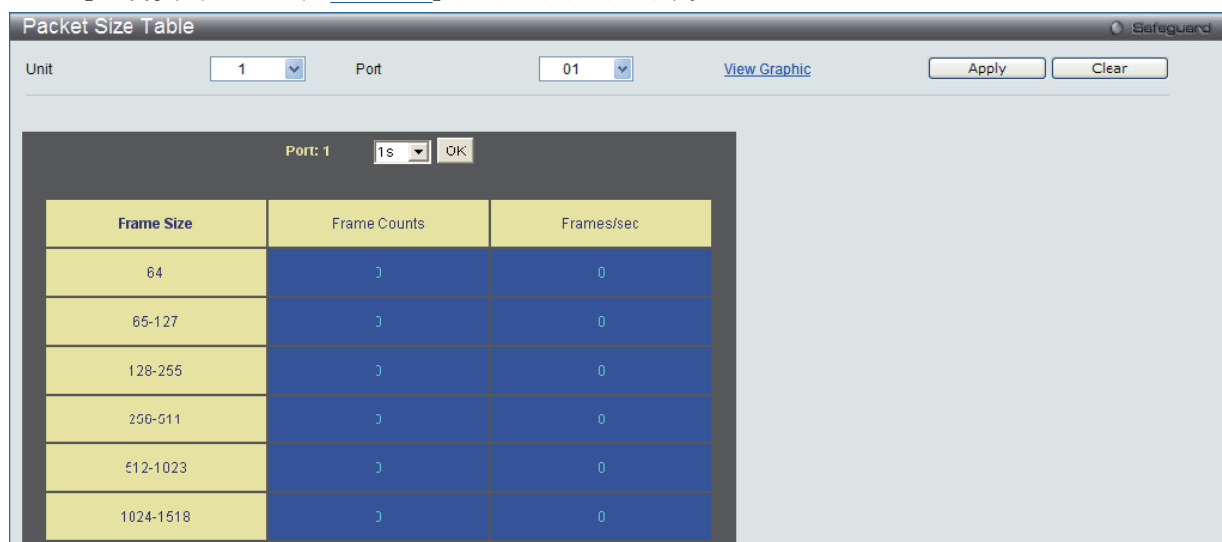 Packet Size Table
Safeguard
Unit 1 Port 01 View Graphic Apply Clear
Port: 1 1s OK
Frame Size Frame Counts Frames/sec
64 0 0
65-127 0 0
128-255 0 0
256-511 0 0
512-1023 0 0
1024-1518 0 0